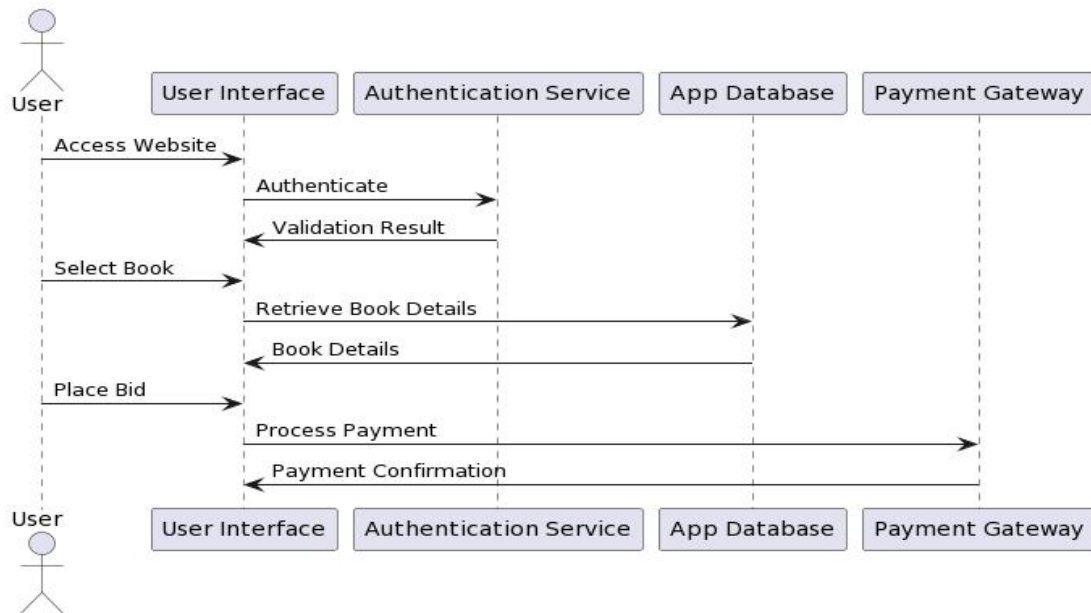 User
User Interface
Authentication Service
App Database
Payment Gateway
Access Website
Authenticate
Validation Result
Select Book
Retrieve Book Details
Book Details
Place Bid
Process Payment
Payment Confirmation
User
User Interface
Authentication Service
App Database
Payment Gateway